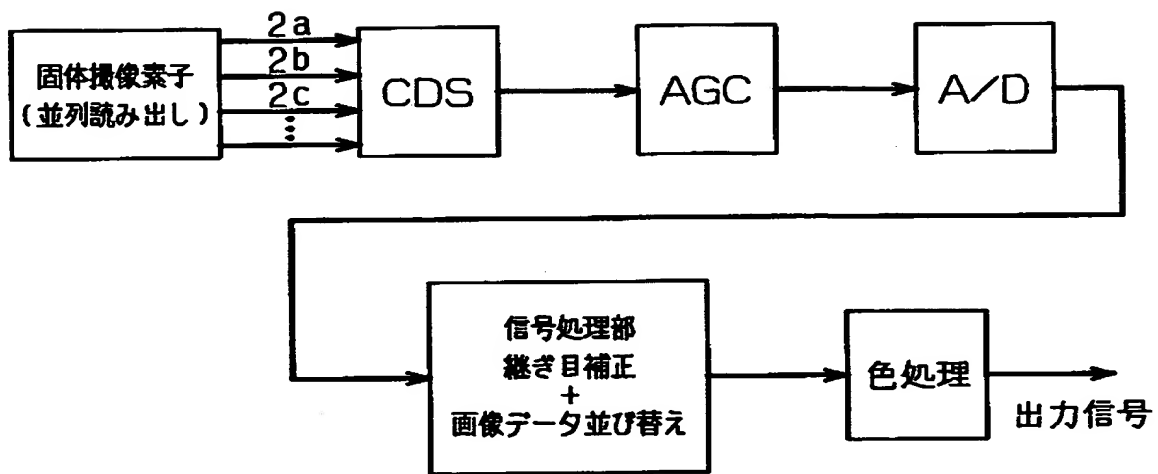 固体撮像素子
(並列読み出し)
2a
2b
2c
CDS
AGC
A/D
信号処理部
継ぎ目補正
+
画像データ並び替え
色処理
出力信号